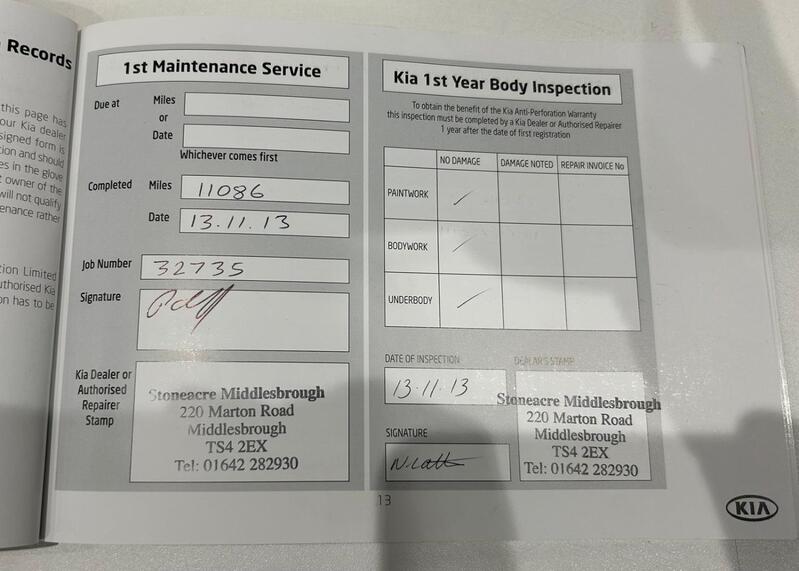 Records
this page has
our Kia dealer
signed form is
tion and should
es in the glove
t owner of the
will not qualify
enance rather
tion Limited
uthorised Kia
on has to be
1st Maintenance Service
Due at
Miles
or
Date
Whichever comes first
Completed
Miles 11086
Date 13.11.13
Job Number 32735
Signature
Kia Dealer or
Authorised
Repairer
Stamp
Stoneacre Middlesbrough
220 Marton Road
Middlesbrough
TS4 2EX
Tel: 01642 282930
Kia 1st Year Body Inspection
To obtain the benefit of the Kia Anti-Perforation Warranty
this inspection must be completed by a Kia Dealer or Authorised Repairer
1 year after the date of first registration
NO DAMAGE DAMAGE NOTED REPAIR INVOICE No
PAINTWORK
BODYWORK
UNDERBODY
DATE OF INSPECTION
13.11.13
DEALER'S STAMP
Stoneacre Middlesbrough
220 Marton Road
Middlesbrough
TS4 2EX
Tel: 01642 282930
SIGNATURE
13
KIA